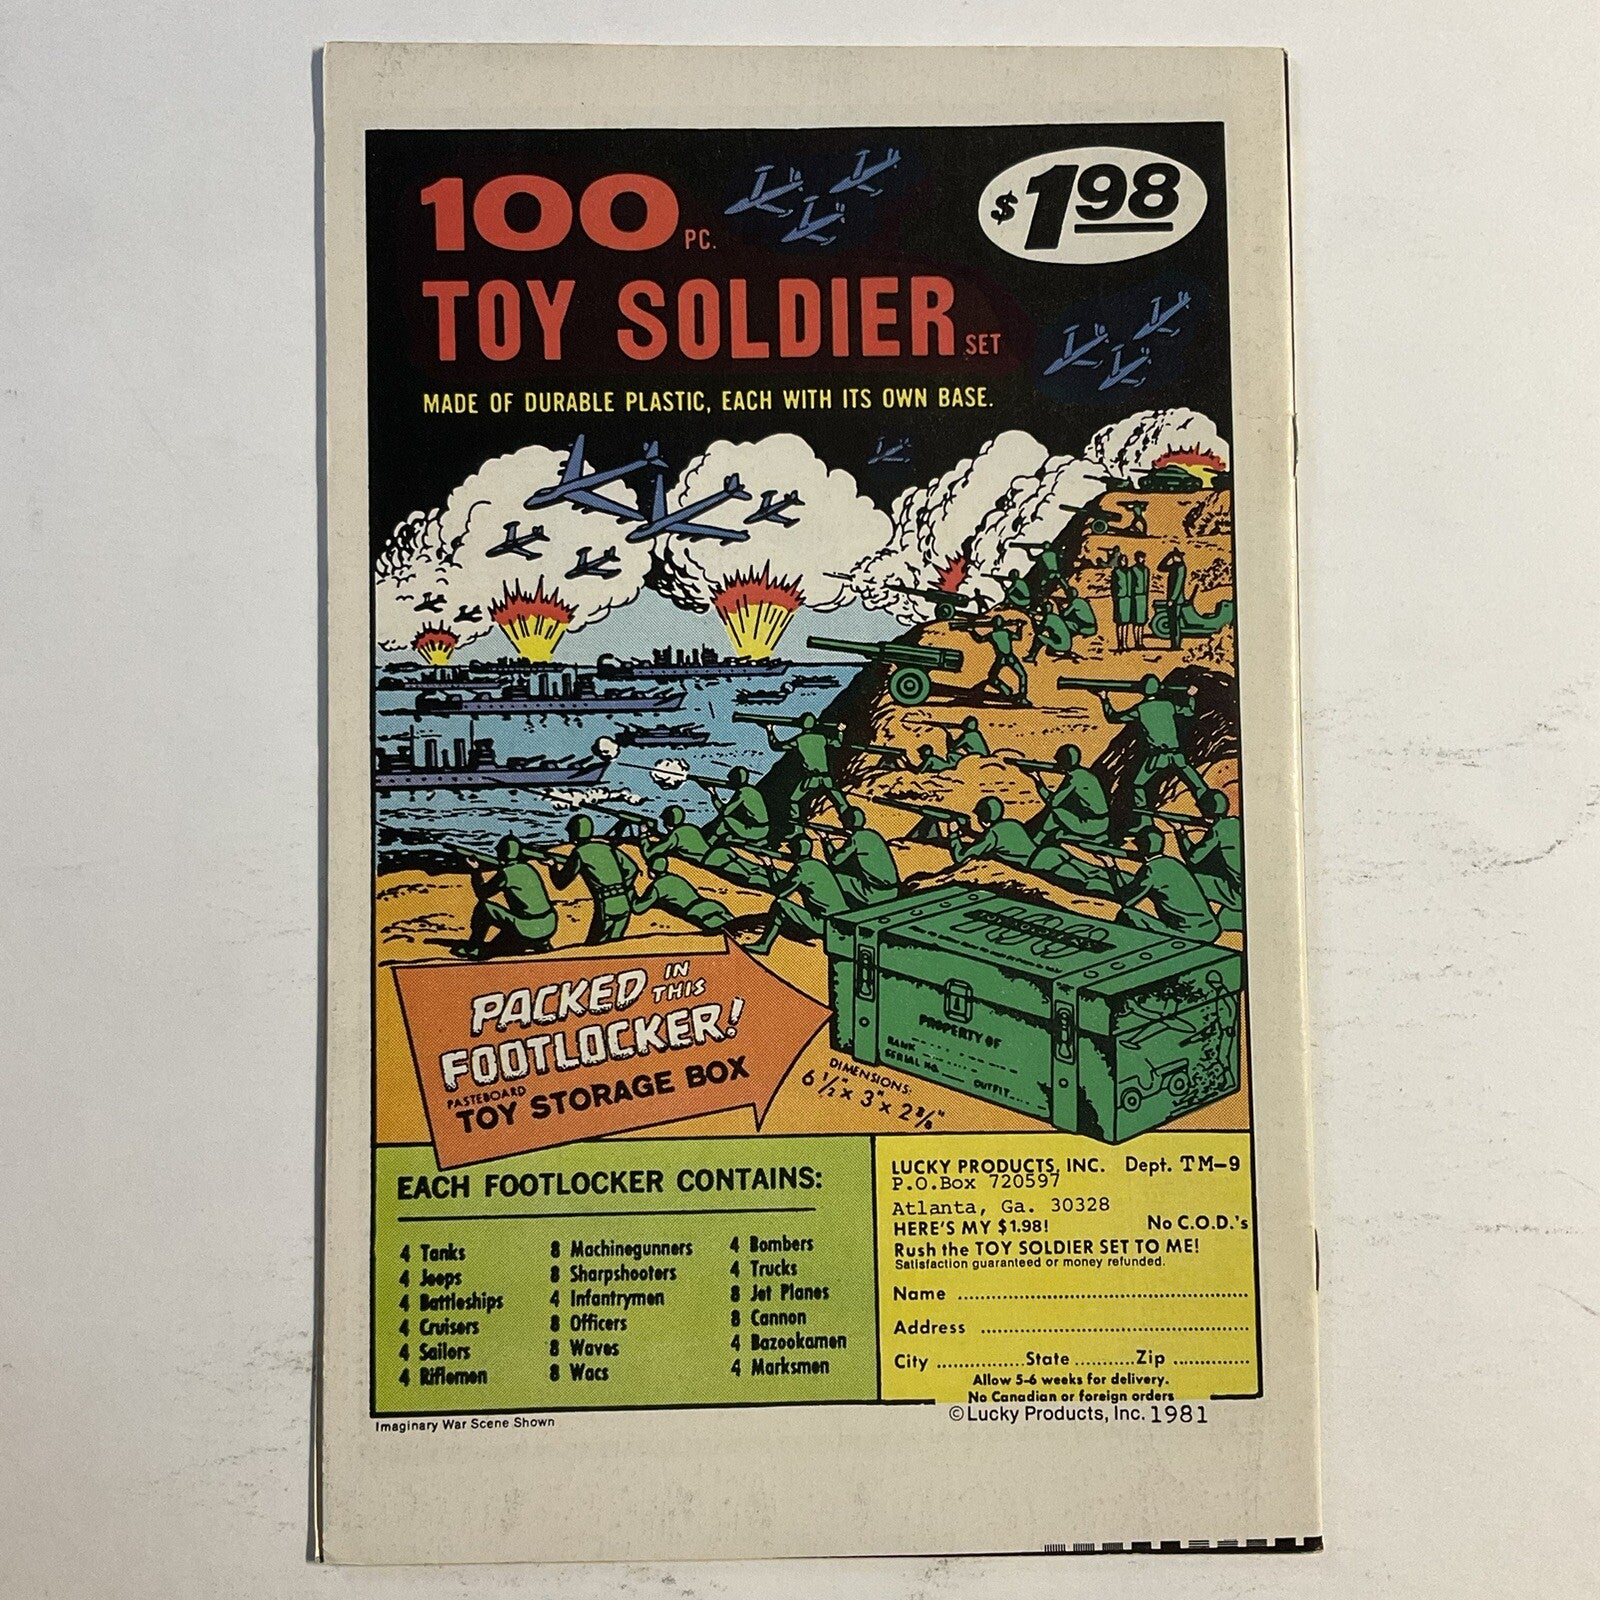 100 PC.
$1.98
TOY SOLDIER SET
MADE OF DURABLE PLASTIC, EACH WITH ITS OWN BASE.
PACKED IN THIS
FOOTLOCKER!
PASTEBOARD
TOY STORAGE BOX
100
PROPERTY OF
RANK
SERIAL NO.
OUTFIT
DIMENSIONS:
6 1/2" x 3" x 2 3/8"
EACH FOOTLOCKER CONTAINS:
4 Tanks
4 Jeeps
4 Battleships
4 Cruisers
4 Sailors
4 Riflemen
8 Machinegunners
8 Sharpshooters
4 Infantrymen
8 Officers
8 Waves
8 Wacs
4 Bombers
4 Trucks
8 Jet Planes
8 Cannon
4 Bazookamen
4 Marksmen
LUCKY PRODUCTS, INC. Dept. TM-9
P.O.Box 720597
Atlanta, Ga. 30328
HERE'S MY $1.98! No C.O.D.'s
Rush the TOY SOLDIER SET TO ME!
Satisfaction guaranteed or money refunded.
Name
Address
City State Zip
Allow 5-6 weeks for delivery.
No Canadian or foreign orders
Imaginary War Scene Shown
© Lucky Products, Inc. 1981